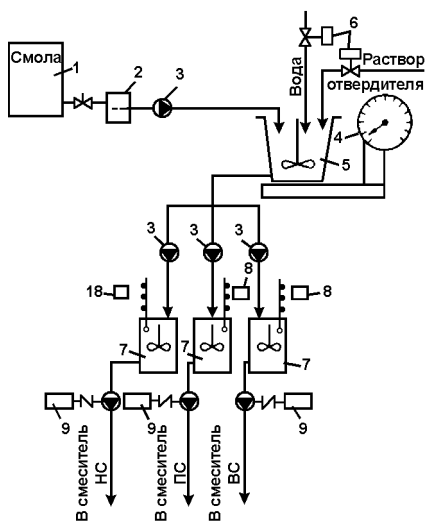 Смола
1
2
3
6
Вода
Раствор
отвердителя
4
5
3
3
3
18
8
8
7
7
7
9
9
9
В смеситель
НС
В смеситель
ПС
В смеситель
ВС